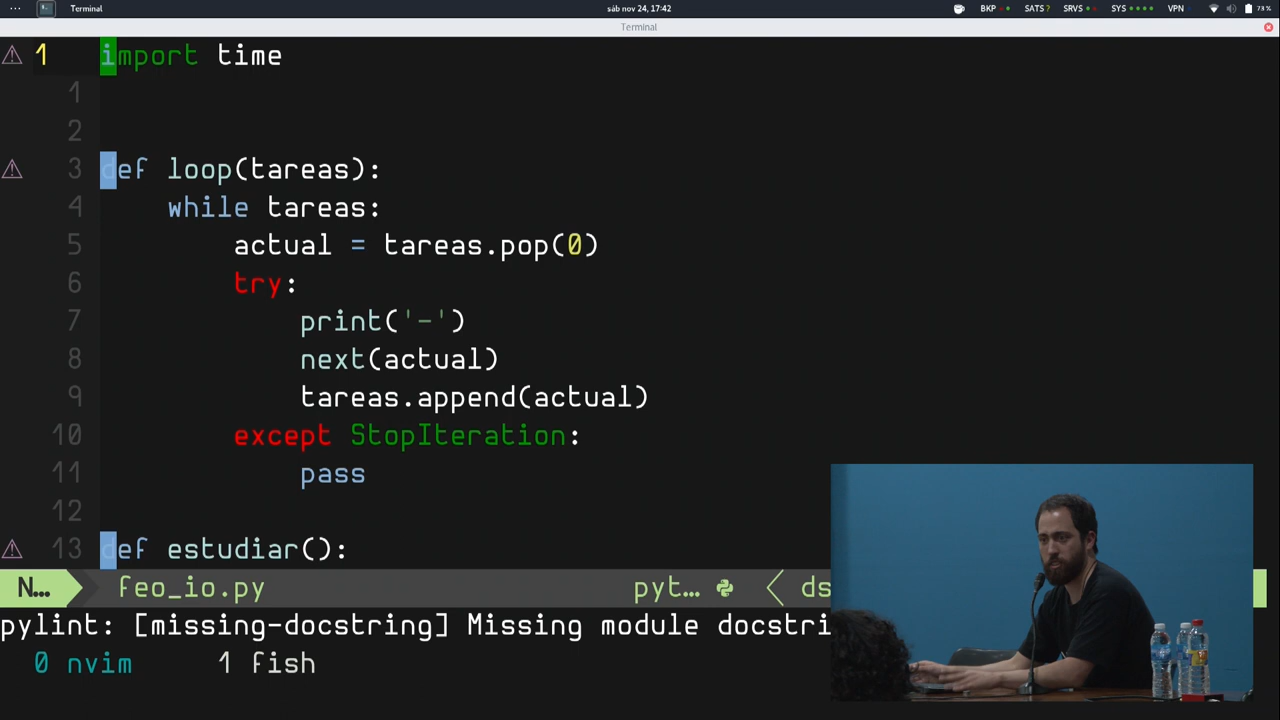 Terminal
sáb nov 24, 17:42
BKP
SATS ?
SRVS
SYS
VPN
73 %
Terminal
1 import time
1
2
3 def loop(tareas):
4 while tareas:
5 actual = tareas.pop(0)
6 try:
7 print('-')
8 next(actual)
9 tareas.append(actual)
10 except StopIteration:
11 pass
12
13 def estudiar():
N... feo_io.py pyt... ds
pylint: [missing-docstring] Missing module docstri
0 nvim 1 fish